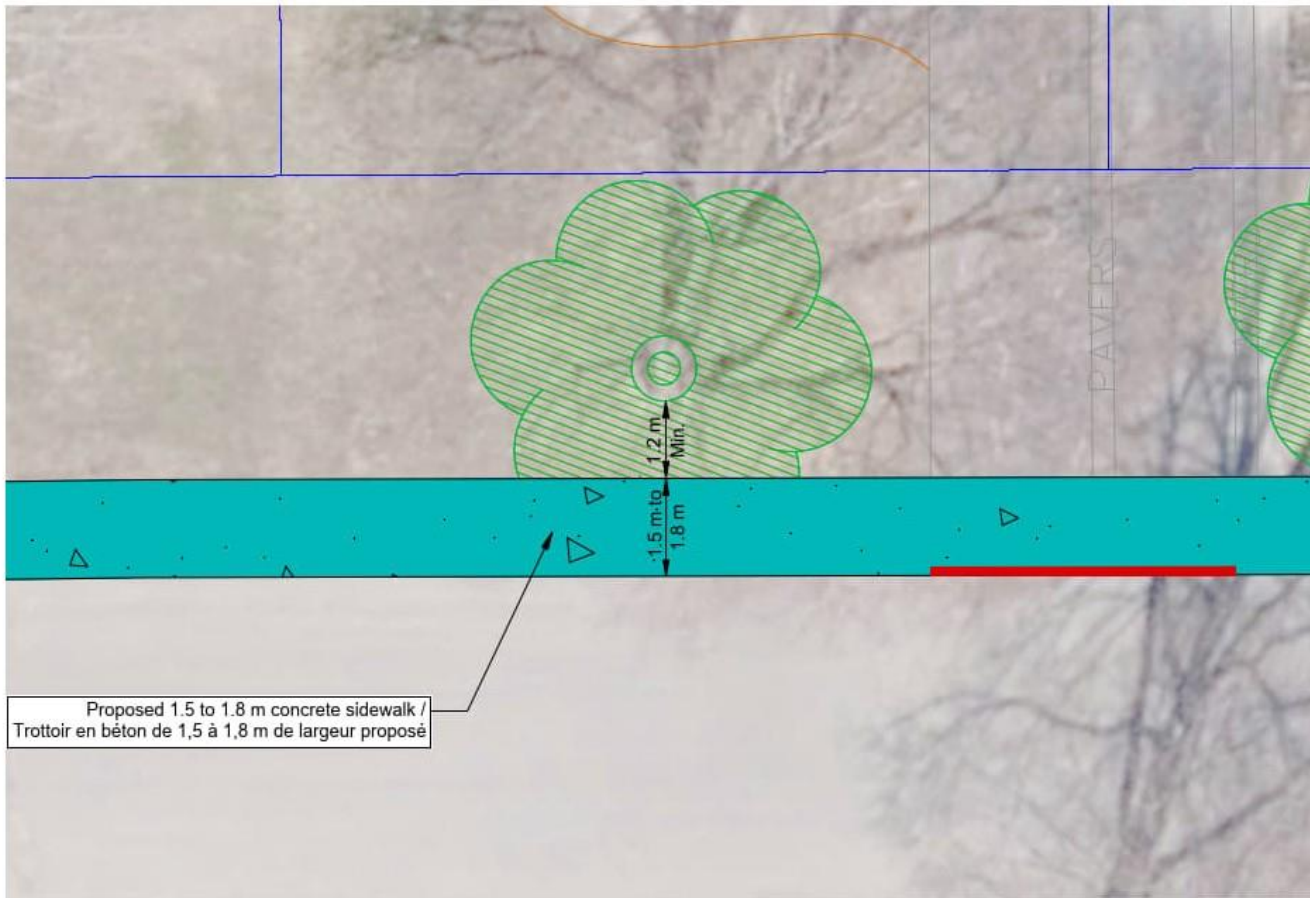 PAVERS
1.2 m
Min.
1.5 m to
1.8 m
Proposed 1.5 to 1.8 m concrete sidewalk /
Trottoir en béton de 1,5 à 1,8 m de largeur proposé